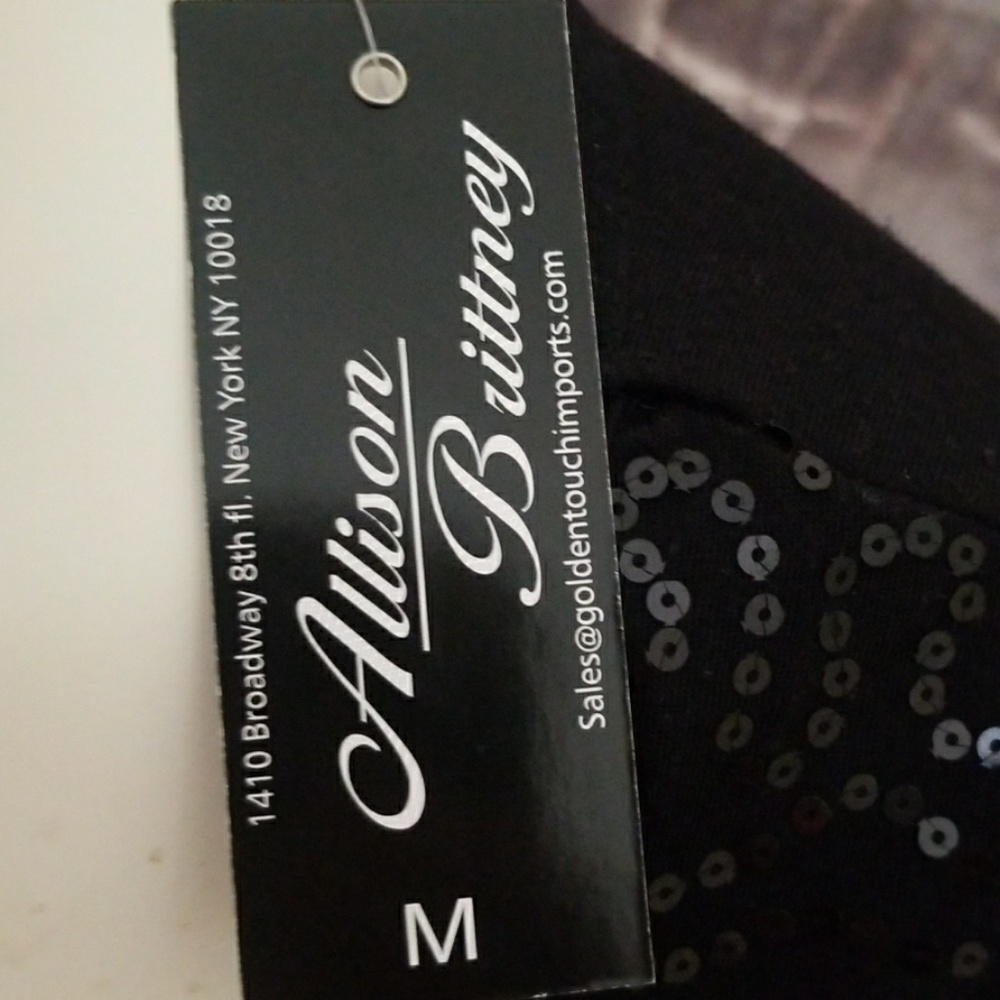 1410 Broadway 8th fl. New York NY 10018
Allison
Brittney
Sales@goldentouchimports.com
M